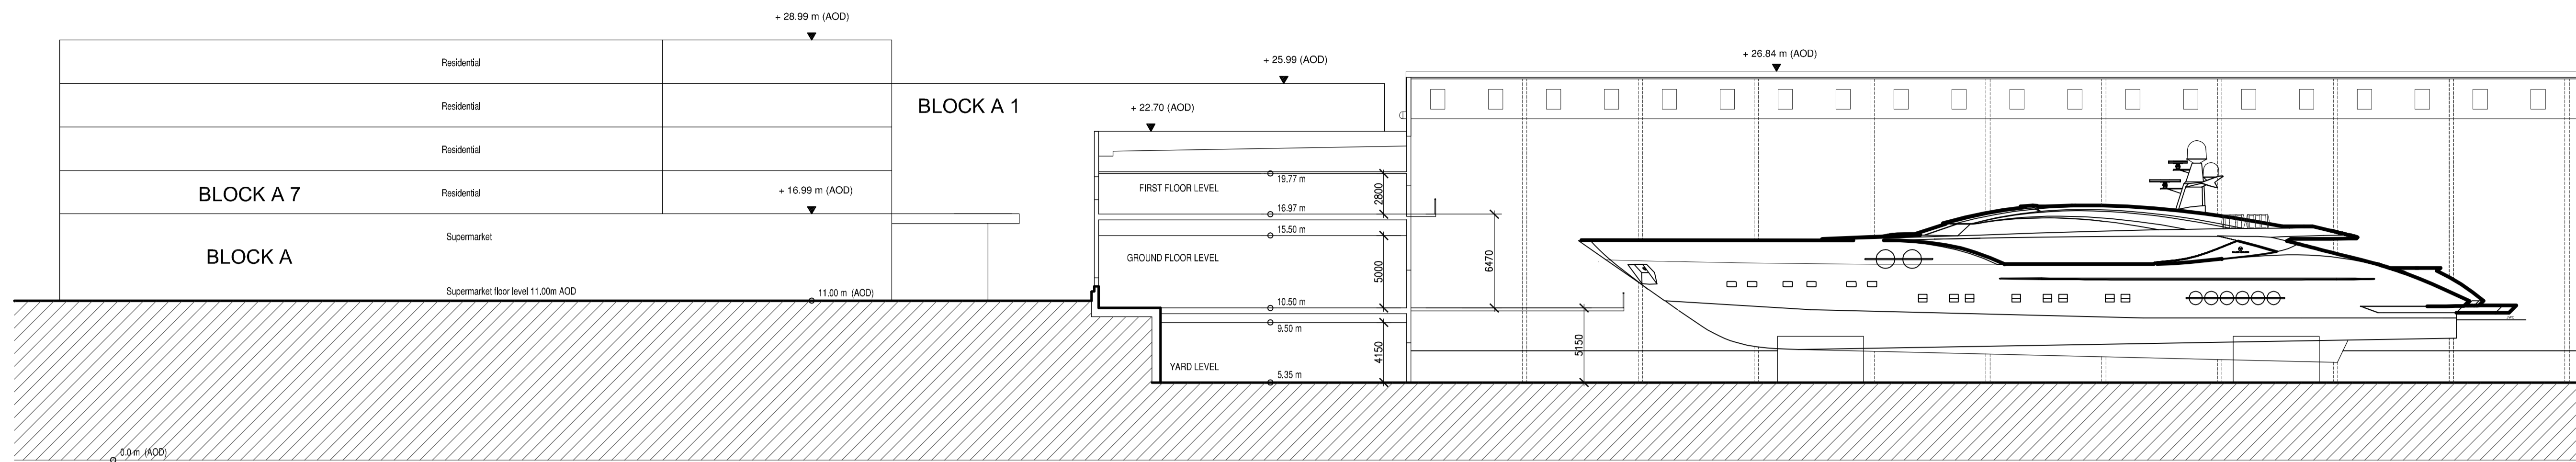 + 28.99 m (AOD)
Residential
Residential
Residential
BLOCK A 7
Residential
+ 16.99 m (AOD)
Supermarket
BLOCK A
Supermarket floor level 11.00m AOD
11.00 m (AOD)
0.0 m (AOD)
BLOCK A 1
+ 25.99 (AOD)
+ 22.70 (AOD)
19.77 m
FIRST FLOOR LEVEL
2800
16.97 m
15.50 m
GROUND FLOOR LEVEL
5000
10.50 m
9.50 m
4150
YARD LEVEL
5.35 m
+ 26.84 m (AOD)
6470
5150